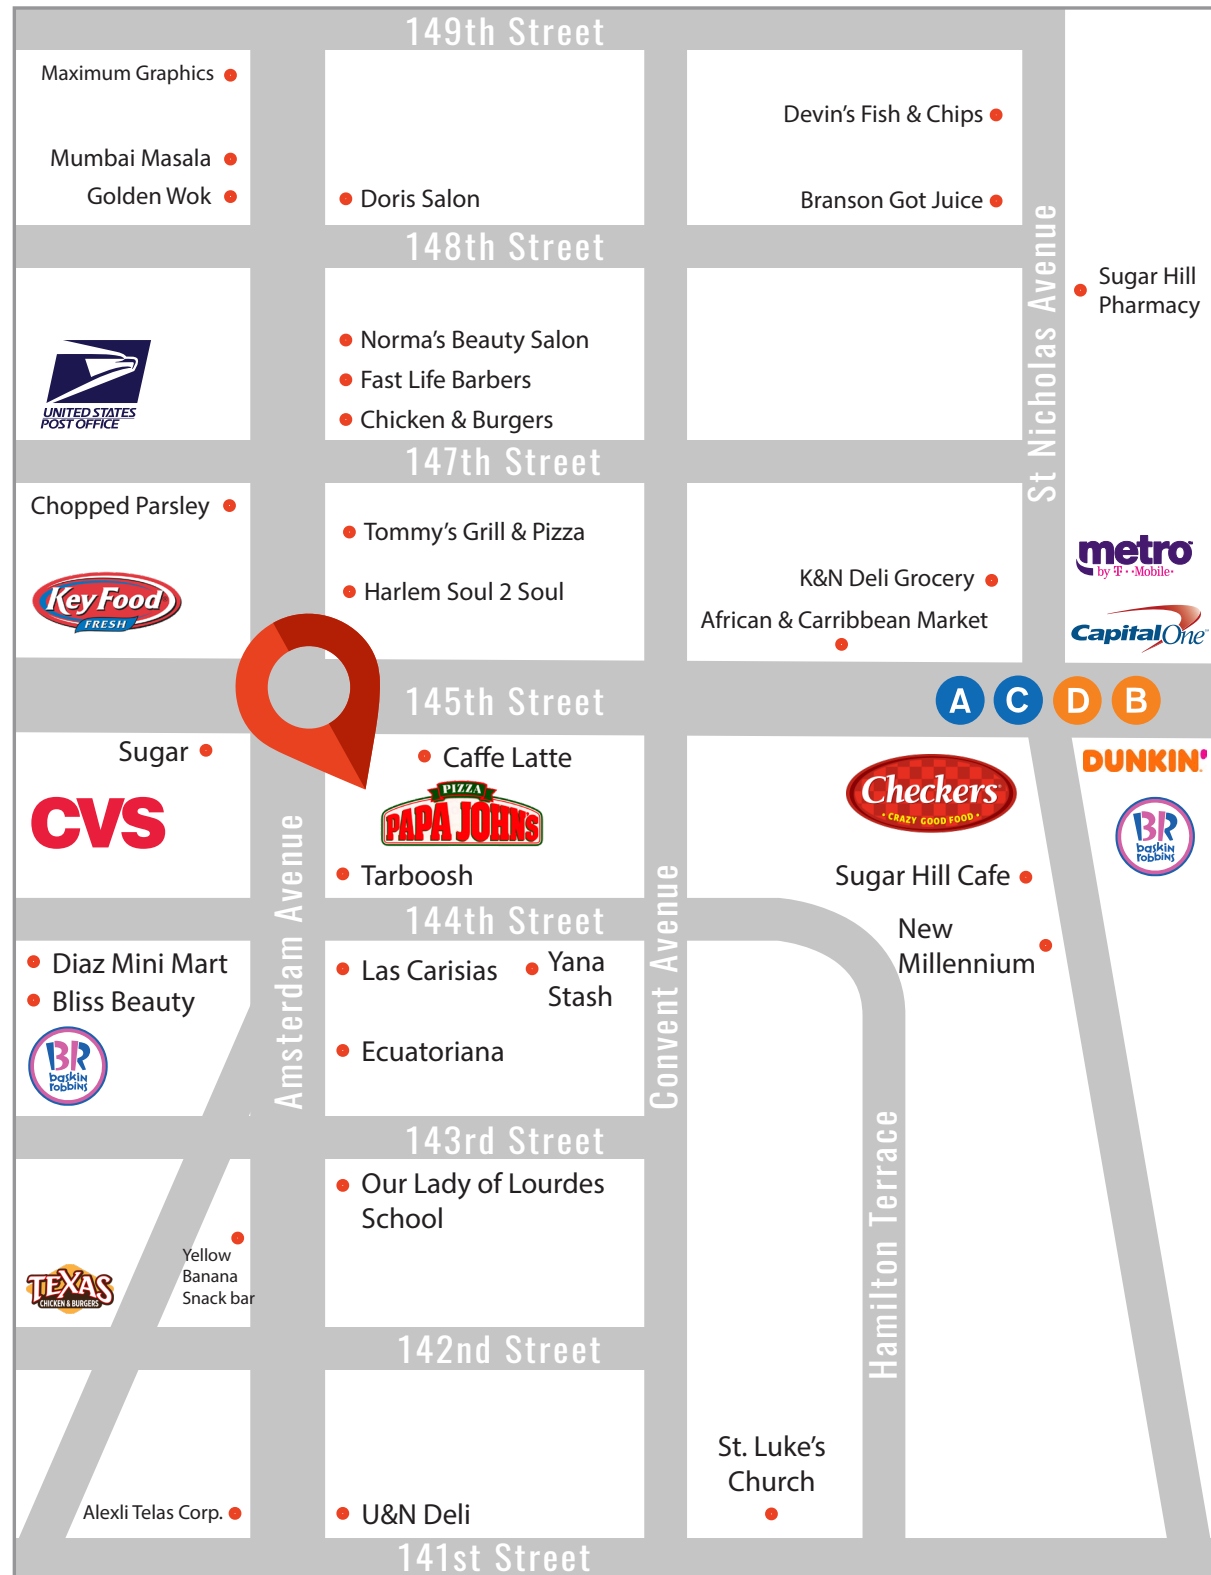 149th Street
Maximum Graphics
Devin's Fish & Chips
Mumbai Masala
Golden Wok
Doris Salon
Branson Got Juice
St Nicholas Avenue
148th Street
Sugar Hill
Pharmacy
Norma's Beauty Salon
Fast Life Barbers
Chicken & Burgers
UNITED STATES
POST OFFICE
147th Street
Chopped Parsley
Tommy's Grill & Pizza
metro
by T-Mobile
Key Food
FRESH
Harlem Soul 2 Soul
K&N Deli Grocery
African & Carribbean Market
Capital One
145th Street
A C D B
Sugar
Caffe Latte
DUNKIN'
CVS
PIZZA
PAPA JOHN'S
Checkers
• CRAZY GOOD FOOD •
BR
baskin
robbins
Tarboosh
Sugar Hill Cafe
Amsterdam Avenue
Convent Avenue
144th Street
New
Millennium
Diaz Mini Mart
Bliss Beauty
Las Carisias
Yana
Stash
BR
baskin
robbins
Ecuatoriana
143rd Street
Hamilton Terrace
Our Lady of Lourdes
School
Yellow
Banana
Snack bar
TEXAS
CHICKEN & BURGERS
142nd Street
St. Luke's
Church
Alexli Telas Corp.
U&N Deli
141st Street